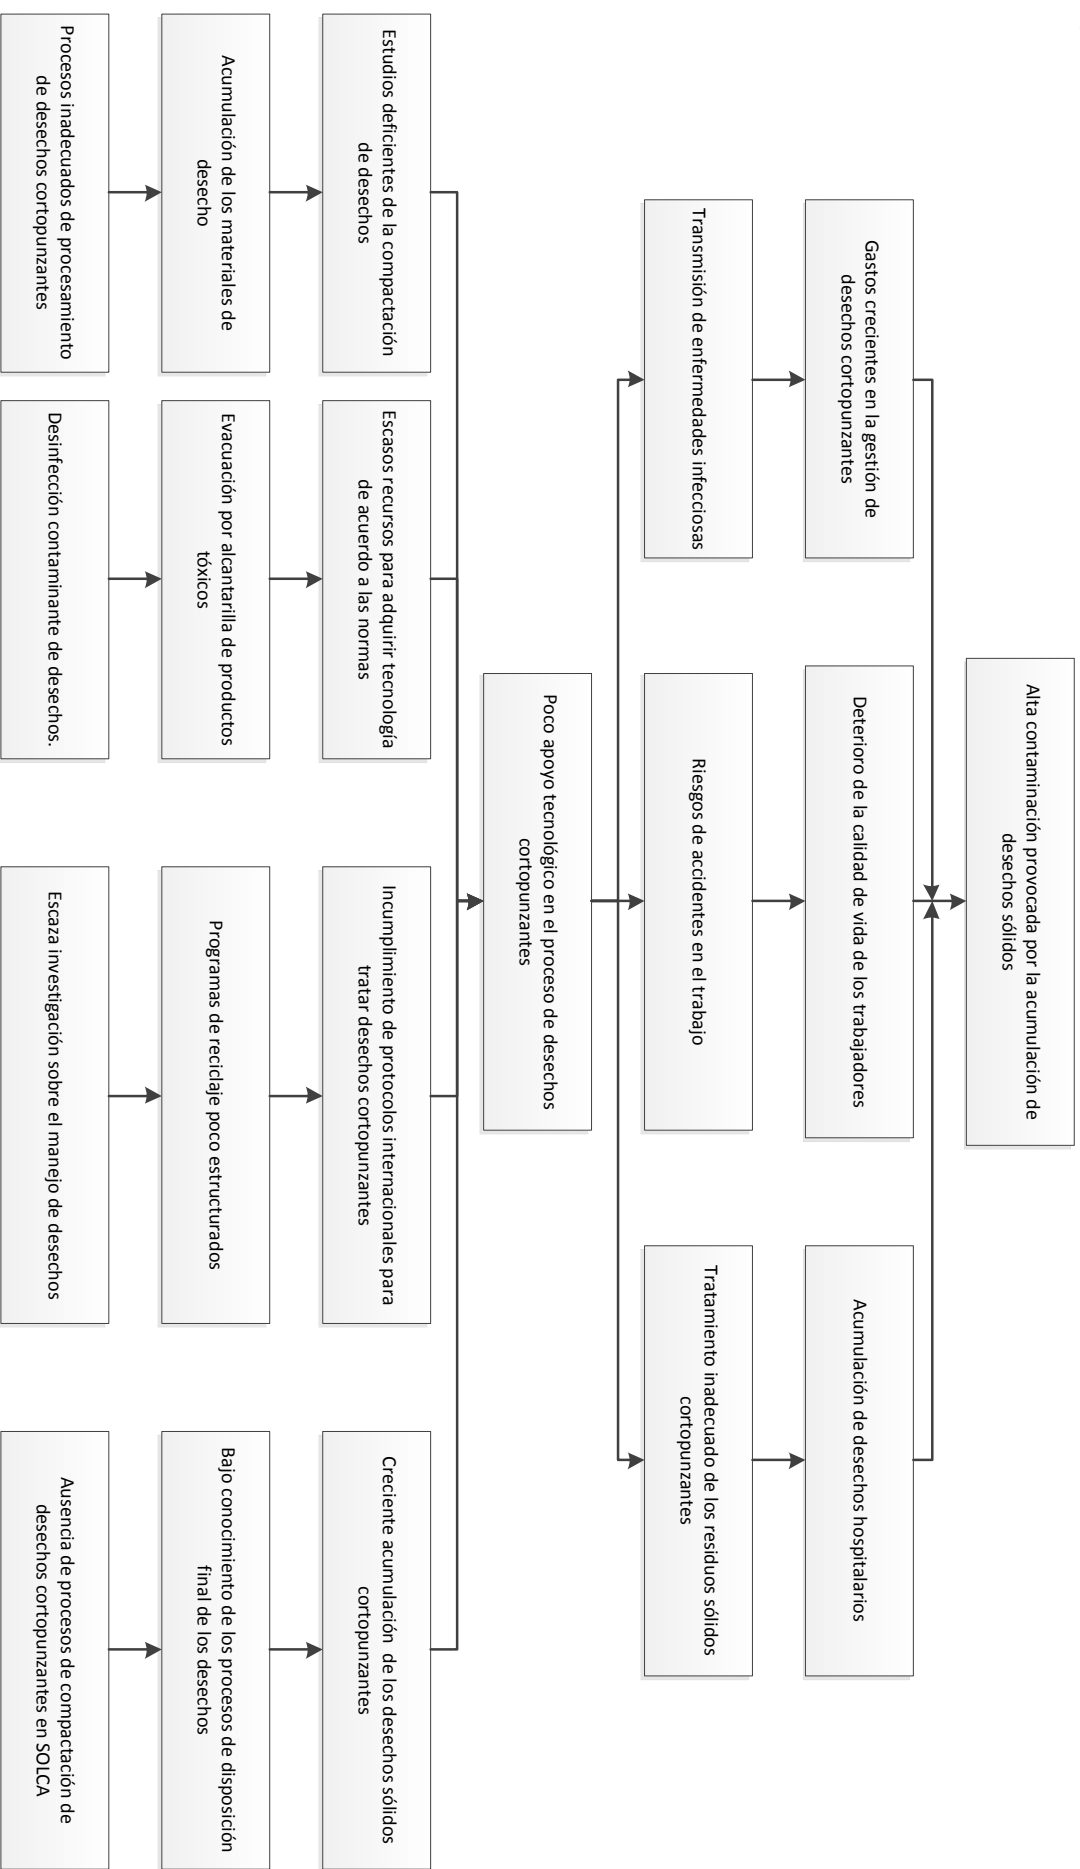 Alta contaminación provocada por la acumulación de
desechos sólidos
Gastos crecientes en la gestión de
desechos cortopunzantes
Deterioro de la calidad de vida de los trabajadores
Acumulación de desechos hospitalarios
Transmisión de enfermedades infecciosas
Riesgos de accidentes en el trabajo
Tratamiento inadecuado de los residuos sólidos
cortopunzantes
Poco apoyo tecnológico en el proceso de desechos
cortopunzantes
Estudios deficientes de la compactación
de desechos
Escasos recursos para adquirir tecnología
de acuerdo a las normas
Incumplimiento de protocolos internacionales para
tratar desechos cortopunzantes
Creciente acumulación de los desechos sólidos
cortopunzantes
Acumulación de los materiales de
desecho
Evacuación por alcantarilla de productos
tóxicos
Programas de reciclaje poco estructurados
Bajo conocimiento de los procesos de disposición
final de los desechos
Procesos inadecuados de procesamiento
de desechos cortopunzantes
Desinfección contaminante de desechos.
Escaza investigación sobre el manejo de desechos
Ausencia de procesos de compactación de
desechos cortopunzantes en SOLCA